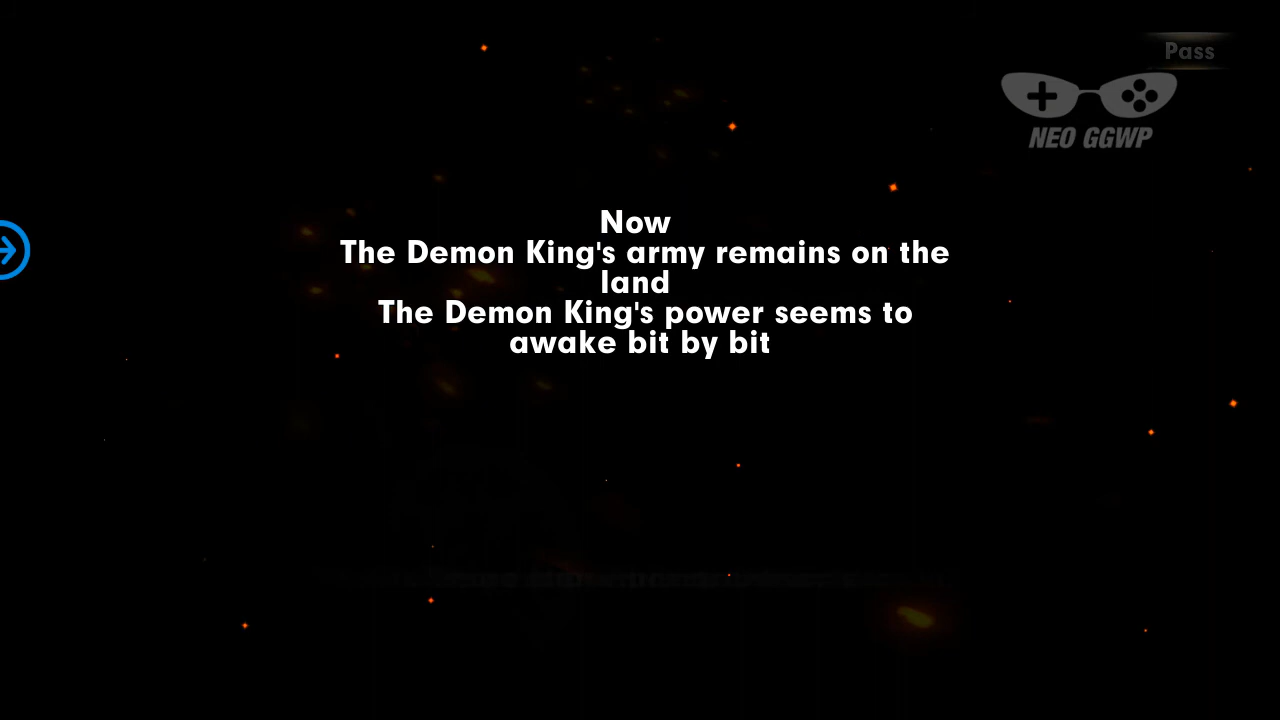 Pass
NEO GGWP
Now
The Demon King's army remains on the
land
The Demon King's power seems to
awake bit by bit